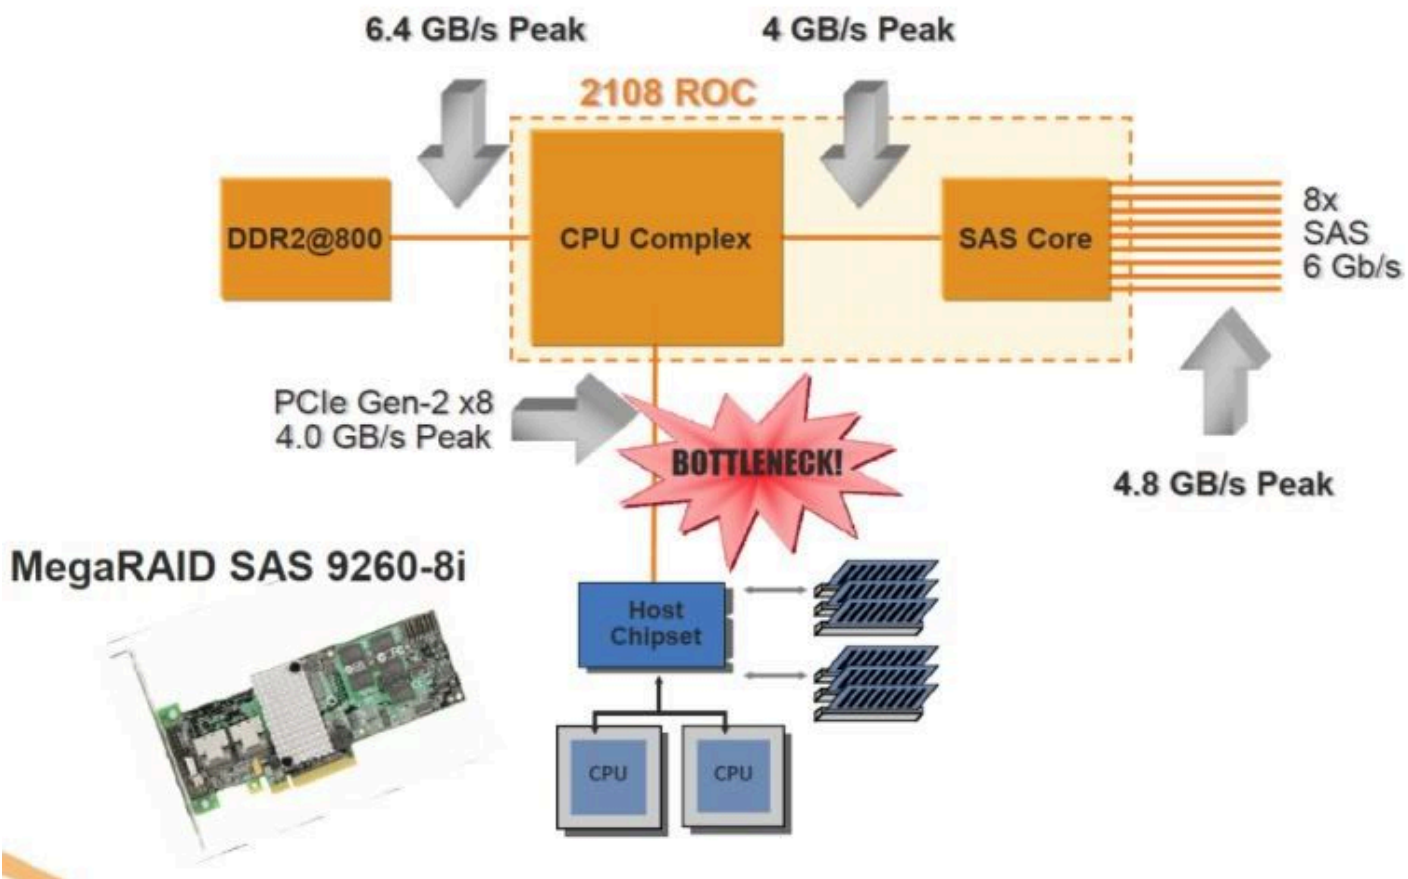 6.4 GB/s Peak
4 GB/s Peak
2108 ROC
DDR2@800
CPU Complex
SAS Core
8x
SAS
6 Gb/s
PCIe Gen-2 x8
4.0 GB/s Peak
BOTTLENECK!
4.8 GB/s Peak
MegaRAID SAS 9260-8i
Host
Chipset
CPU
CPU